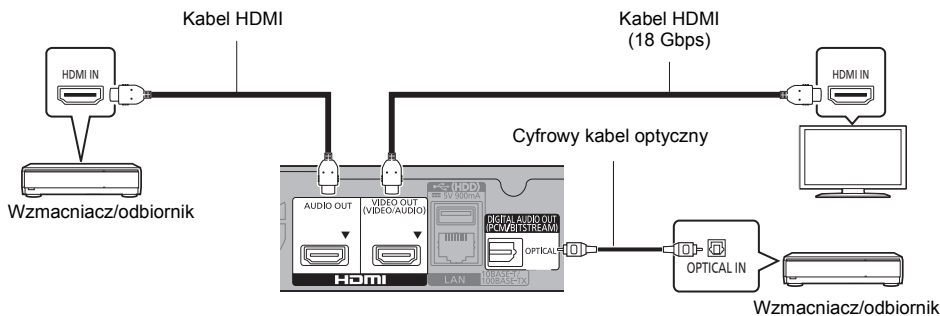 Kabel HDMI
Kabel HDMI
(18 Gbps)
HDMI IN
HDMI IN
Cyfrowy kabel optyczny
Wzmacniacz/odbiornik
AUDIO OUT
VIDEO OUT
(VIDEO/AUDIO)
(HDD)
5V 900mA
DIGITAL AUDIO OUT
(PCM/BITSTREAM)
OPTICAL
HDMI
LAN
10BASE-T/
100BASE-TX
OPTICAL IN
Wzmacniacz/odbiornik